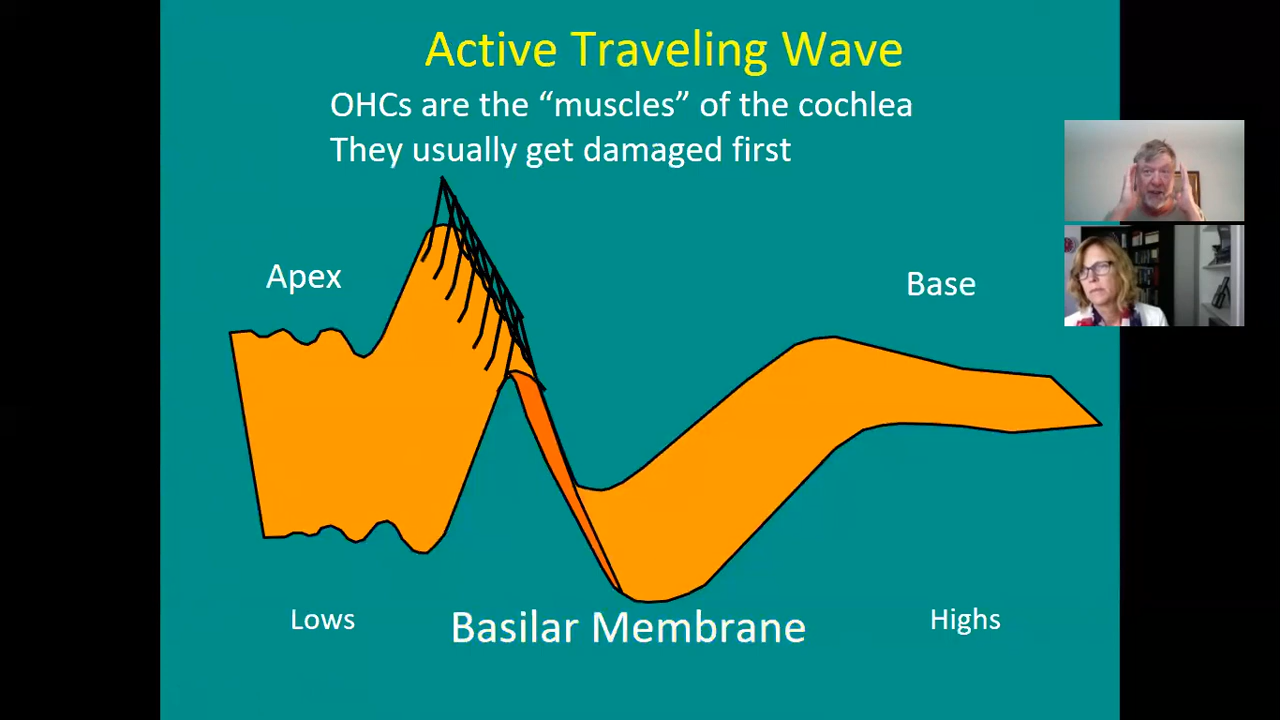 Active Traveling Wave
OHCs are the “muscles” of the cochlea
They usually get damaged first
Apex
Base
Lows
Basilar Membrane
Highs